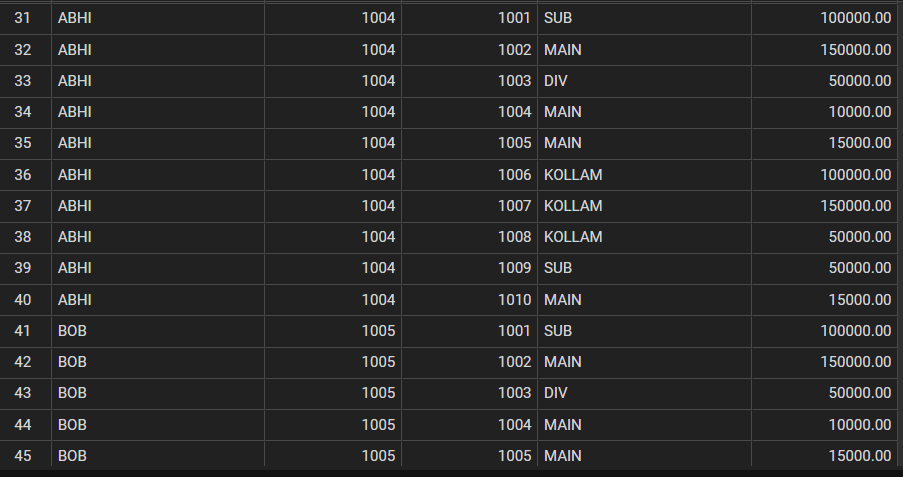 31 ABHI 1004 1001 SUB 100000.00
32 ABHI 1004 1002 MAIN 150000.00
33 ABHI 1004 1003 DIV 50000.00
34 ABHI 1004 1004 MAIN 10000.00
35 ABHI 1004 1005 MAIN 15000.00
36 ABHI 1004 1006 KOLLAM 100000.00
37 ABHI 1004 1007 KOLLAM 150000.00
38 ABHI 1004 1008 KOLLAM 50000.00
39 ABHI 1004 1009 SUB 50000.00
40 ABHI 1004 1010 MAIN 15000.00
41 BOB 1005 1001 SUB 100000.00
42 BOB 1005 1002 MAIN 150000.00
43 BOB 1005 1003 DIV 50000.00
44 BOB 1005 1004 MAIN 10000.00
45 BOB 1005 1005 MAIN 15000.00